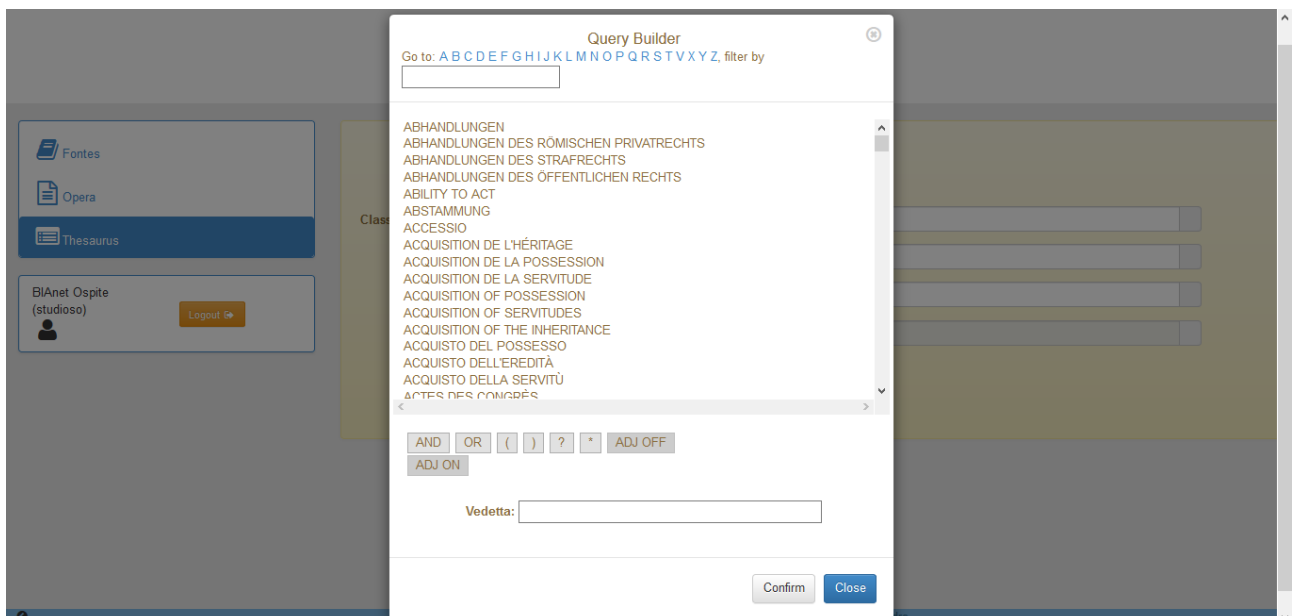 Query Builder
Go to: A B C D E F G H I J K L M N O P Q R S T V X Y Z, filter by
Fontes
Opera
Thesaurus
BIAnet Ospite
(studioso)
Logout
Class
ABHANDLUNGEN
ABHANDLUNGEN DES RÖMISCHEN PRIVATRECHTS
ABHANDLUNGEN DES STRAFRECHTS
ABHANDLUNGEN DES ÖFFENTLICHEN RECHTS
ABILITY TO ACT
ABSTAMMUNG
ACCESSIO
ACQUISITION DE L'HÉRITAGE
ACQUISITION DE LA POSSESSION
ACQUISITION DE LA SERVITUDE
ACQUISITION OF POSSESSION
ACQUISITION OF SERVITUDES
ACQUISITION OF THE INHERITANCE
ACQUISTO DEL POSSESSO
ACQUISTO DELL'EREDITÀ
ACQUISTO DELLA SERVITÙ
ACTES DES CONGRÈS
AND OR ( ) ? * ADJ OFF
ADJ ON
Vedetta:
Confirm Close